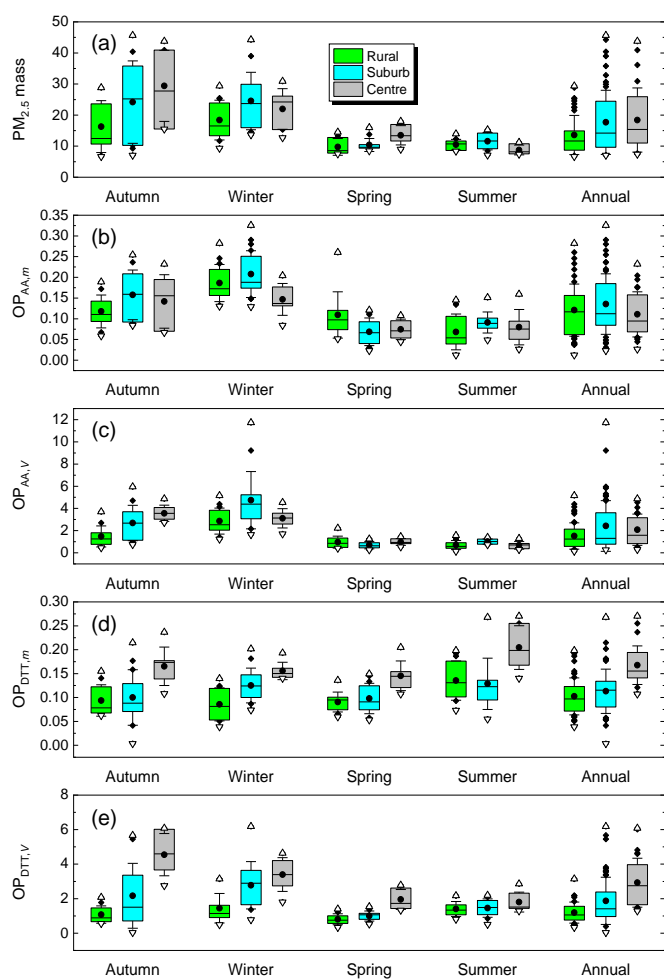 50
40
30
20
10
0
PM2.5 mass
(a)
Rural
Suburb
Centre
Autumn Winter Spring Summer Annual
0.35
0.30
0.25
0.20
0.15
0.10
0.05
0.00
OPAA,m
(b)
Autumn Winter Spring Summer Annual
12
10
8
6
4
2
0
OPAA,V
(c)
Autumn Winter Spring Summer Annual
0.30
0.25
0.20
0.15
0.10
0.05
0.00
OPDTT,m
(d)
Autumn Winter Spring Summer Annual
8
6
4
2
0
OPDTT,V
(e)
Autumn Winter Spring Summer Annual